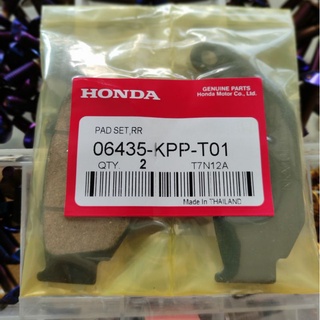 HONDA
GENUINE PARTS
Honda Motor Co., Ltd.
PAD SET,RR
06435-KPP-T01
QTY 2 T7N12A
Made in THAILAND